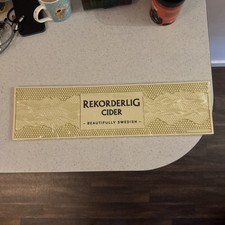 REKORDERLIG
CIDER
- BEAUTIFULLY SWEDISH -